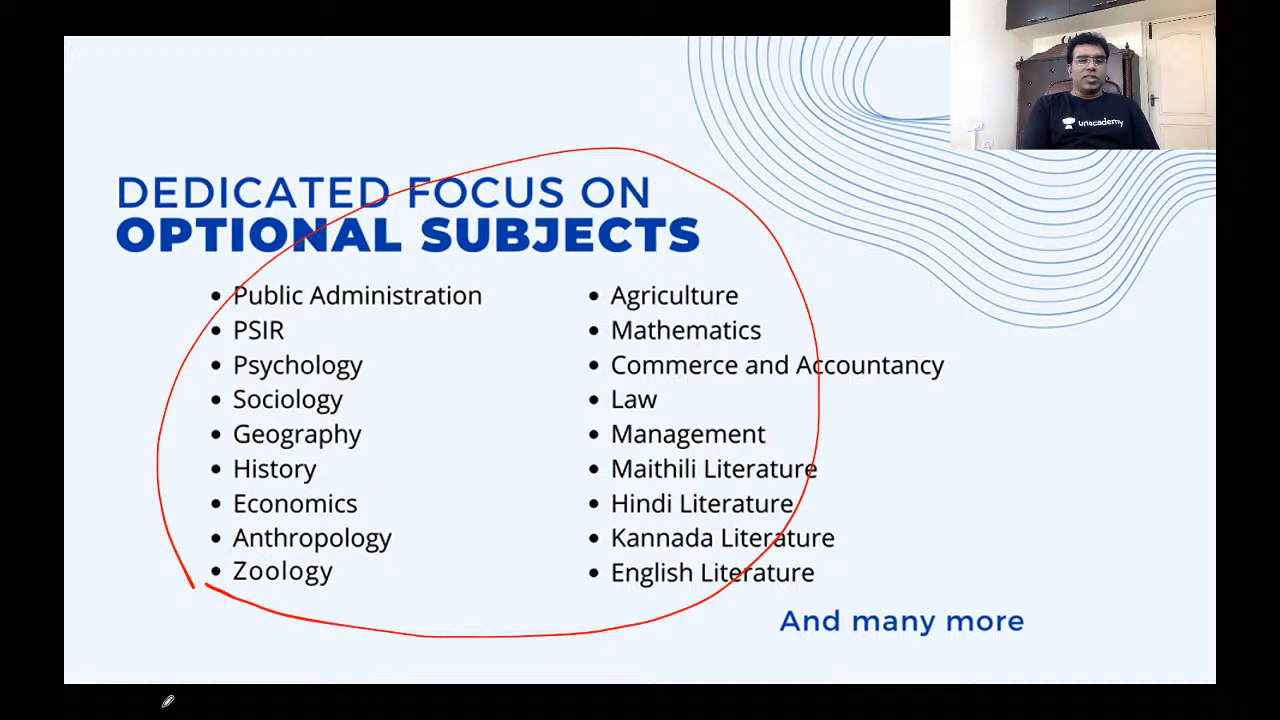 unacademy
DEDICATED FOCUS ON
OPTIONAL SUBJECTS
• Public Administration
• PSIR
• Psychology
• Sociology
• Geography
• History
• Economics
• Anthropology
• Zoology
• Agriculture
• Mathematics
• Commerce and Accountancy
• Law
• Management
• Maithili Literature
• Hindi Literature
• Kannada Literature
• English Literature
And many more